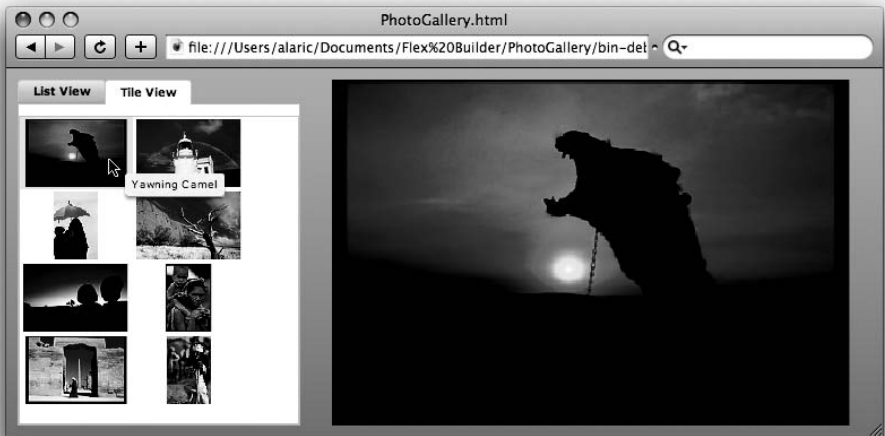 PhotoGallery.html
file:///Users/alaric/Documents/Flex%20Builder/PhotoGallery/bin-deb
List View
Tile View
Yawning Camel